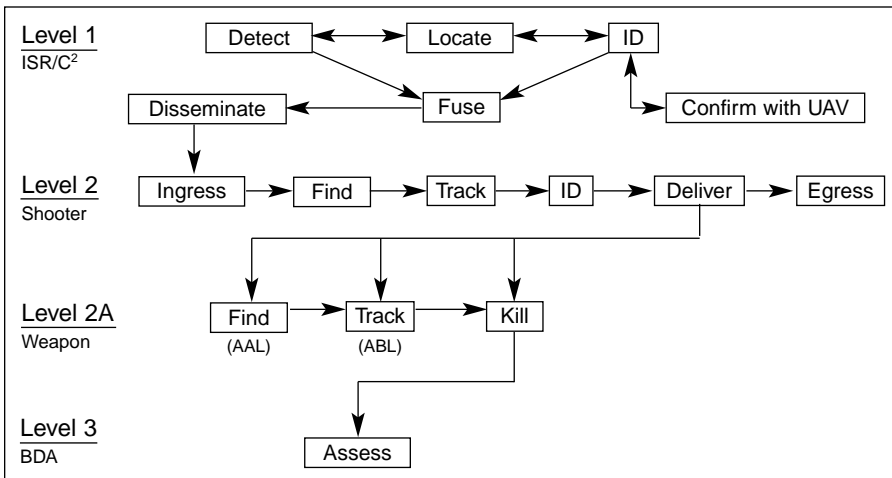 Level 1
ISR/C²
Detect
Locate
ID
Disseminate
Fuse
Confirm with UAV
Level 2
Shooter
Ingress
Find
Track
ID
Deliver
Egress
Level 2A
Weapon
Find
(AAL)
Track
(ABL)
Kill
Level 3
BDA
Assess